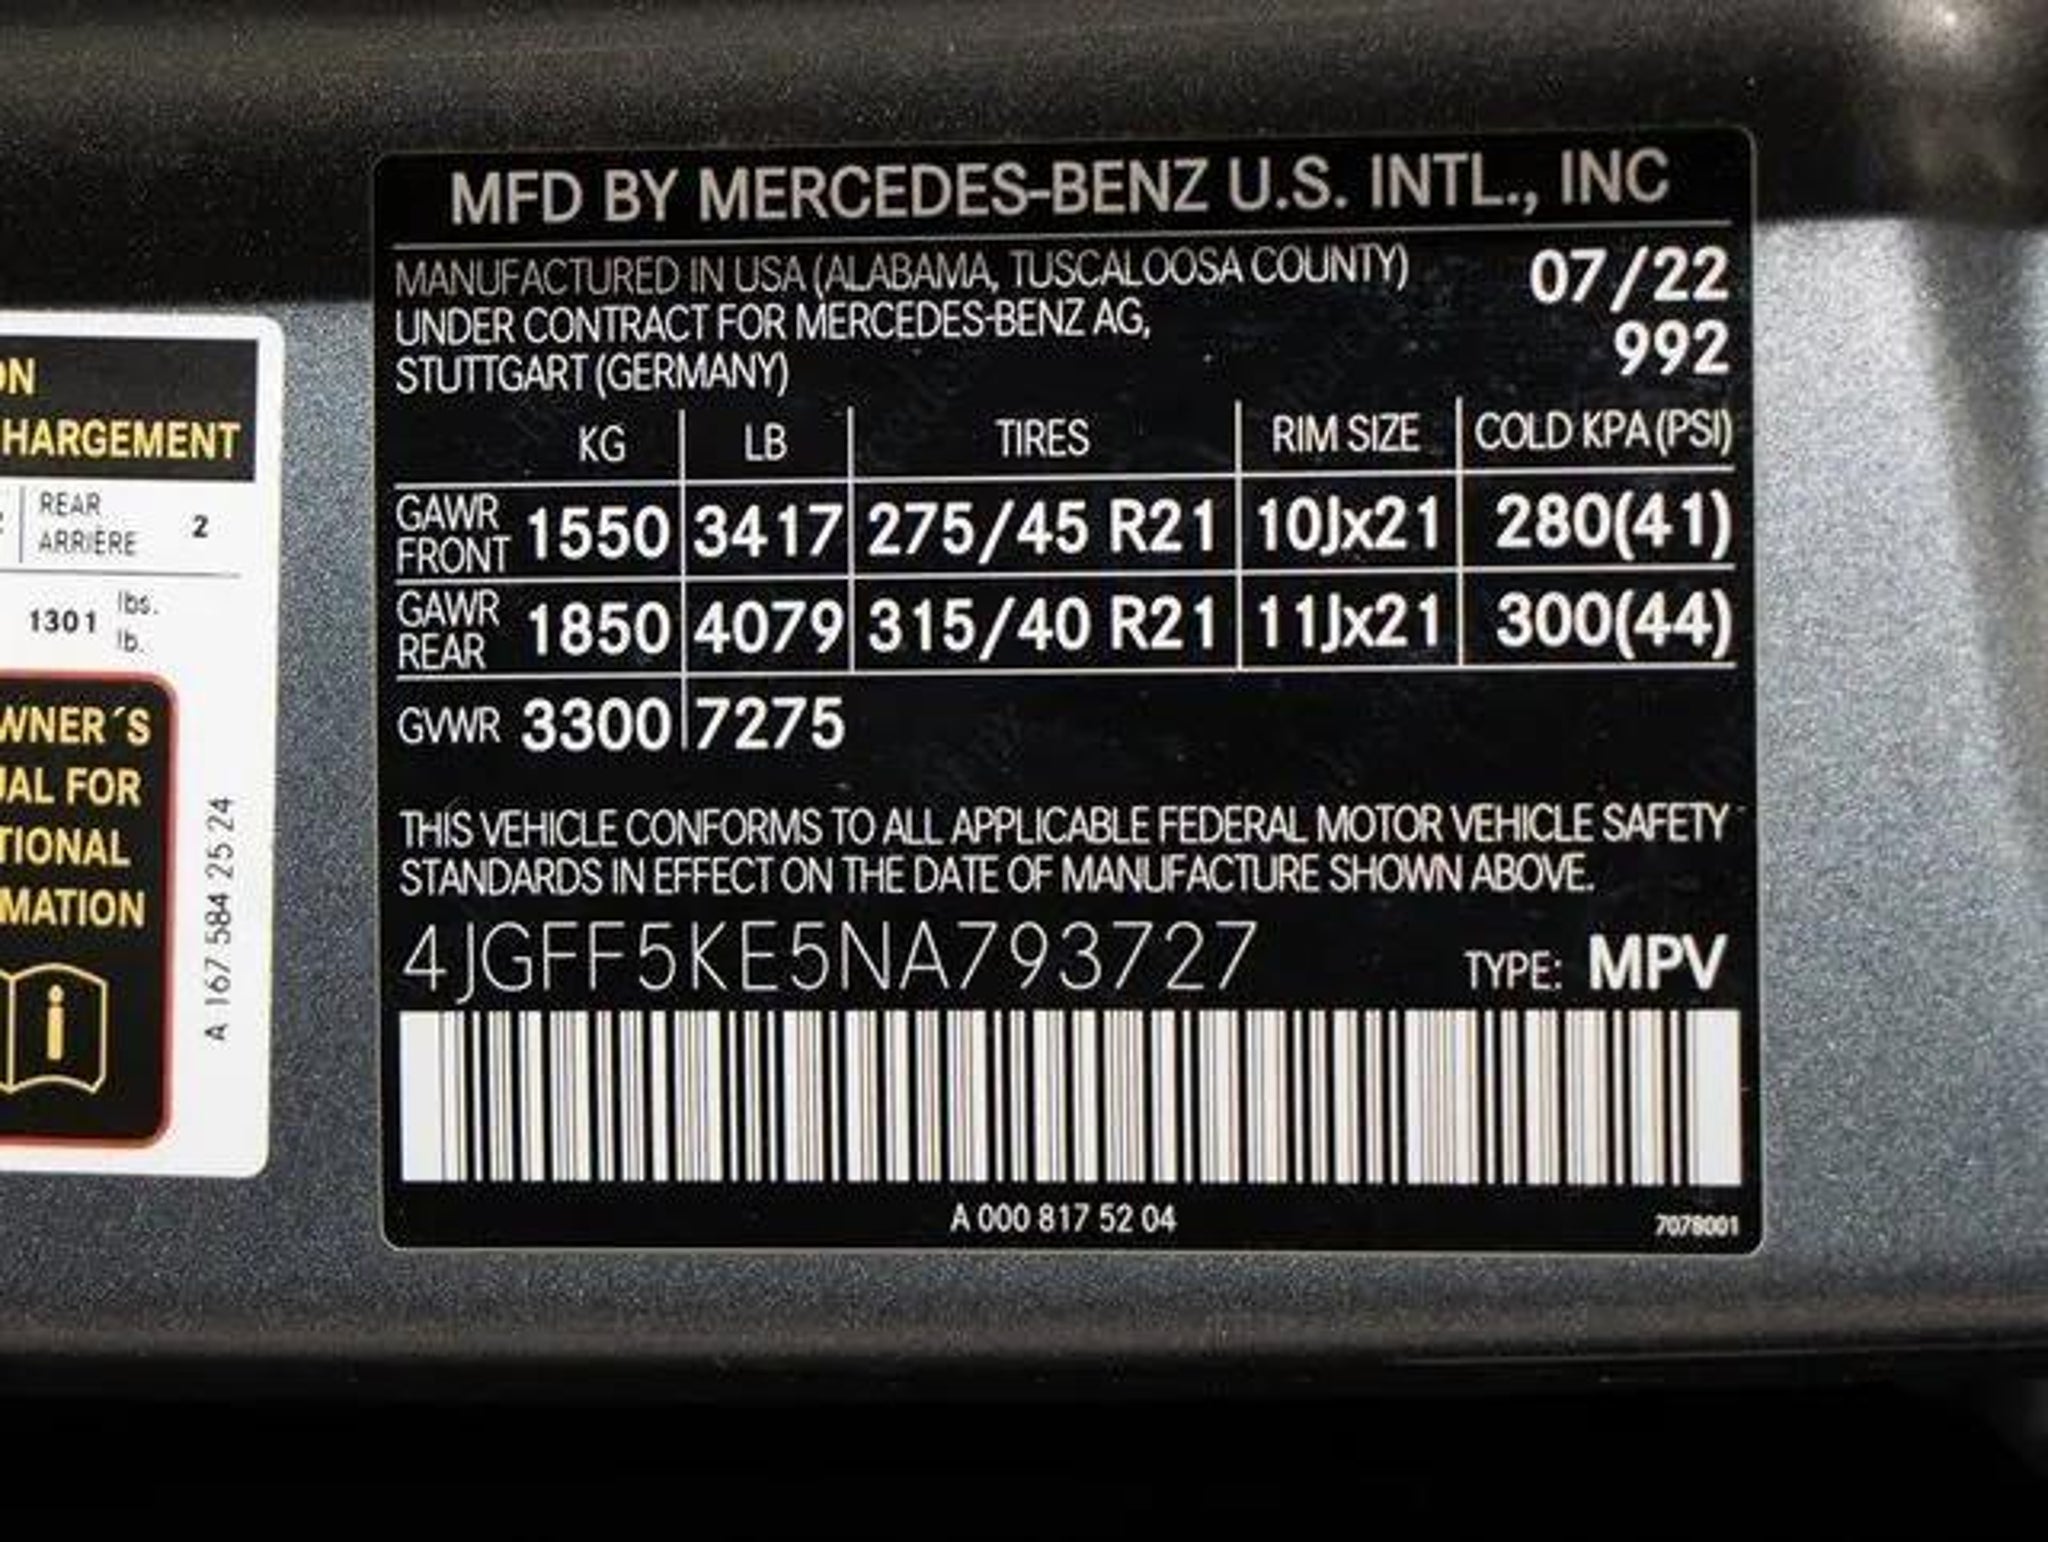 MFD BY MERCEDES-BENZ U.S. INTL., INC
MANUFACTURED IN USA (ALABAMA, TUSCALOOSA COUNTY) 07/22
UNDER CONTRACT FOR MERCEDES-BENZ AG, 992
STUTTGART (GERMANY)
KG LB TIRES RIM SIZE COLD KPA (PSI)
GAWR FRONT 1550 3417 275/45 R21 10Jx21 280(41)
GAWR REAR 1850 4079 315/40 R21 11Jx21 300(44)
GVWR 3300 7275
THIS VEHICLE CONFORMS TO ALL APPLICABLE FEDERAL MOTOR VEHICLE SAFETY
STANDARDS IN EFFECT ON THE DATE OF MANUFACTURE SHOWN ABOVE.
4JGFF5KE5NA793727 TYPE: MPV
A 000 817 52 04
7078001
ON
HARGEMENT
REAR
ARRIÈRE 2
1301 lbs.
lb.
WNER´S
UAL FOR
TIONAL
MATION
A 167 584 25 24